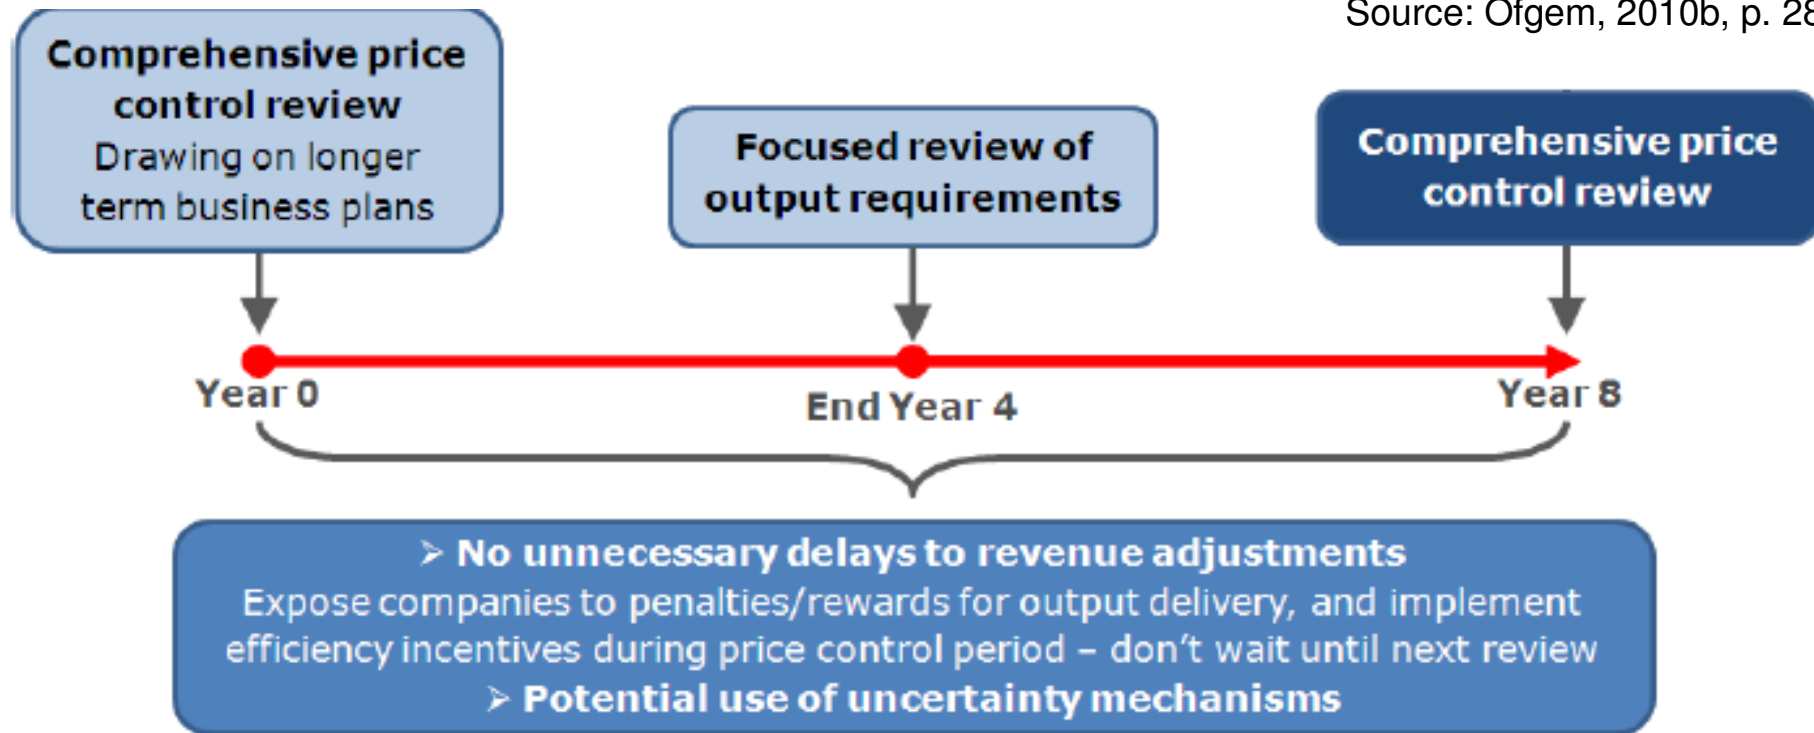 Source: Ofgem, 2010b, p. 28
Comprehensive price
control review
Drawing on longer
term business plans
Focused review of
output requirements
Comprehensive price
control review
Year 0
End Year 4
Year 8
➢ No unnecessary delays to revenue adjustments
Expose companies to penalties/rewards for output delivery, and implement
efficiency incentives during price control period – don't wait until next review
➢ Potential use of uncertainty mechanisms